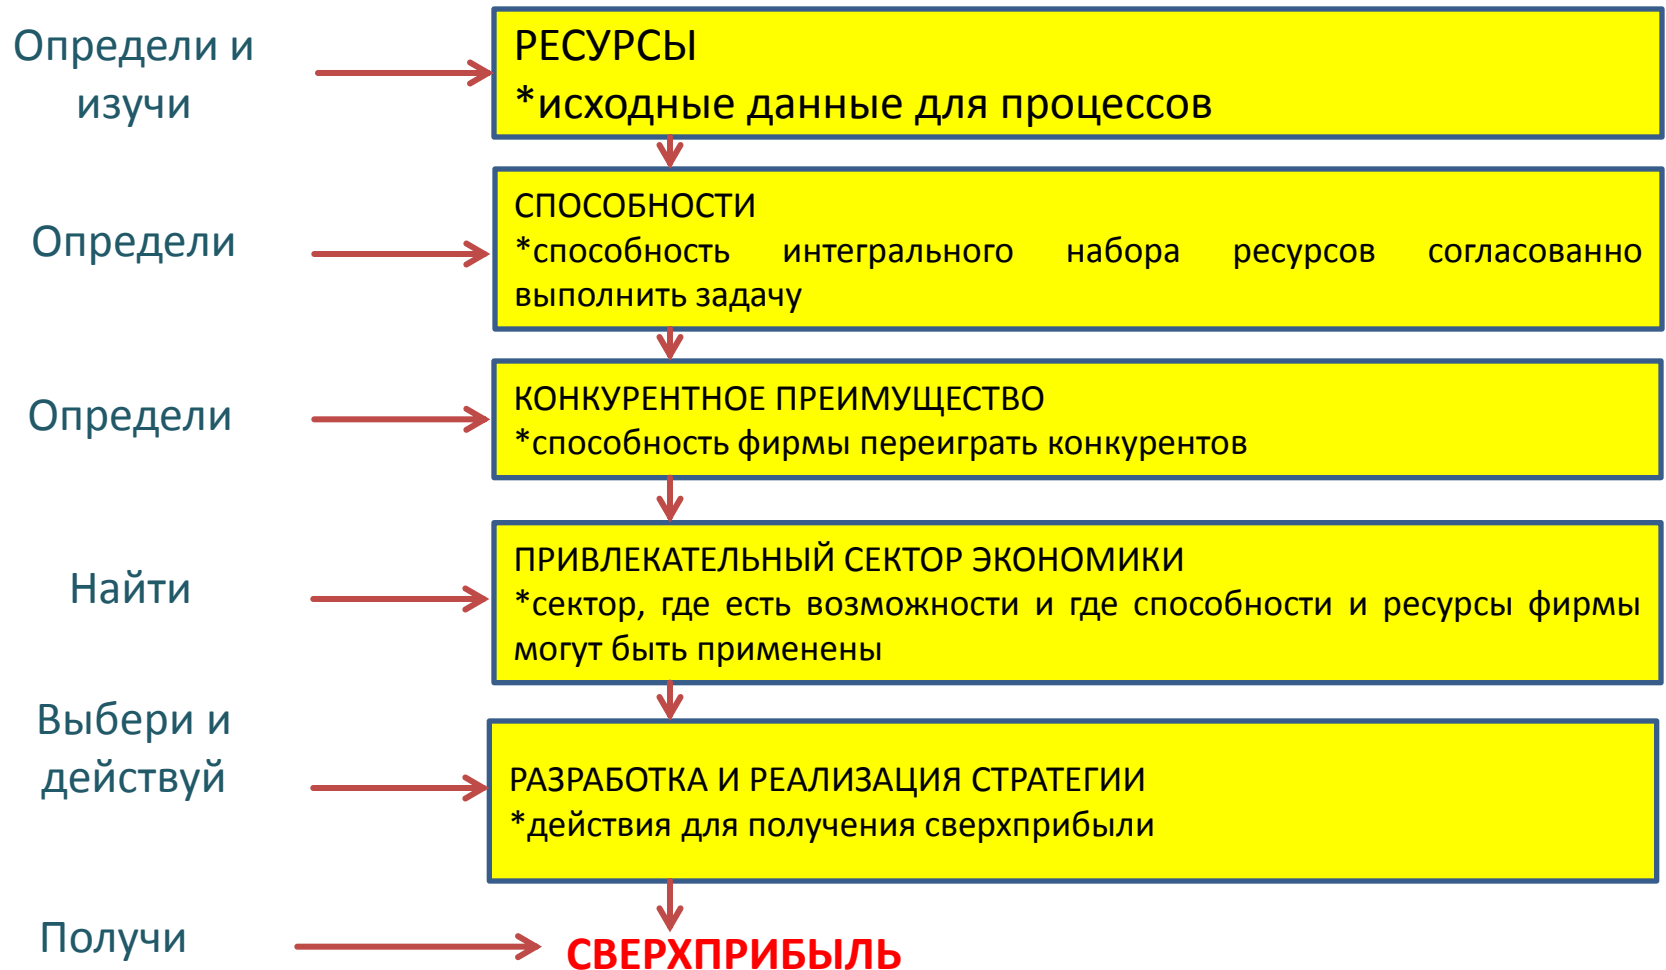 Определи и
изучи
РЕСУРСЫ
*исходные данные для процессов
Определи
СПОСОБНОСТИ
*способность интегрального набора ресурсов согласованно
выполнить задачу
Определи
КОНКУРЕНТНОЕ ПРЕИМУЩЕСТВО
*способность фирмы переиграть конкурентов
Найти
ПРИВЛЕКАТЕЛЬНЫЙ СЕКТОР ЭКОНОМИКИ
*сектор, где есть возможности и где способности и ресурсы фирмы
могут быть применены
Выбери и
действуй
РАЗРАБОТКА И РЕАЛИЗАЦИЯ СТРАТЕГИИ
*действия для получения сверхприбыли
Получи
СВЕРХПРИБЫЛЬ